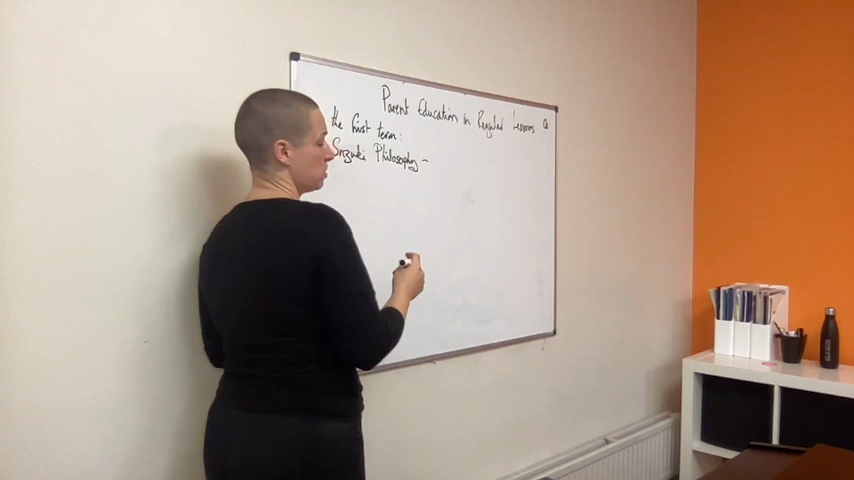 Parent Education in Regular Lessons
the first term:
Suzuki Philosophy -